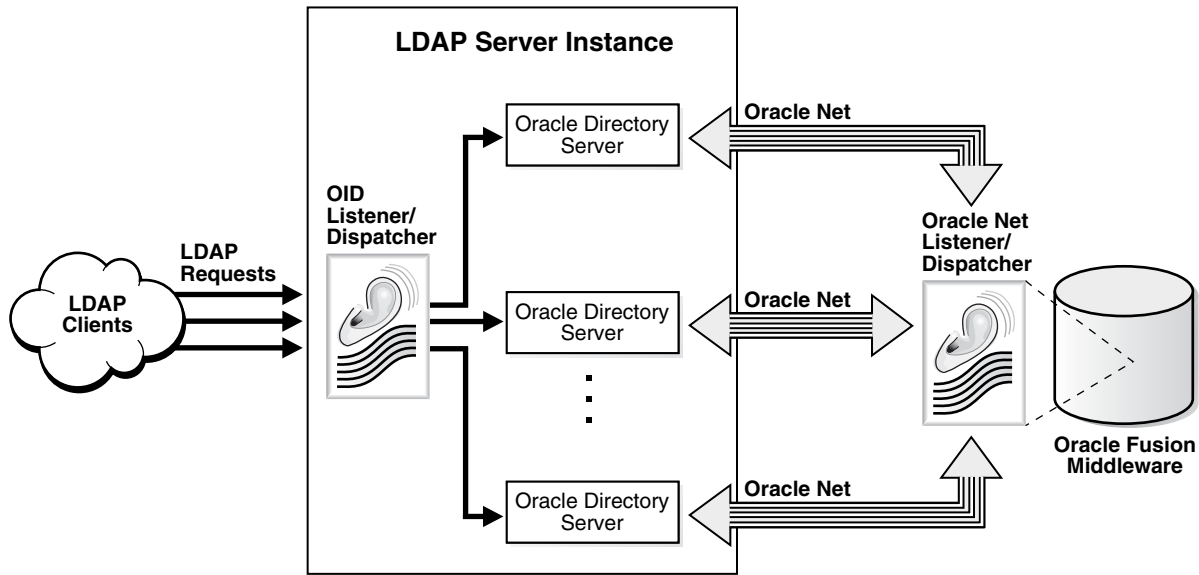 LDAP Server Instance
Oracle Directory
Server
Oracle Net
OID
Listener/
Dispatcher
Oracle Net
Listener/
Dispatcher
LDAP
Requests
LDAP
Clients
Oracle Directory
Server
Oracle Net
Oracle Fusion
Middleware
Oracle Directory
Server
Oracle Net